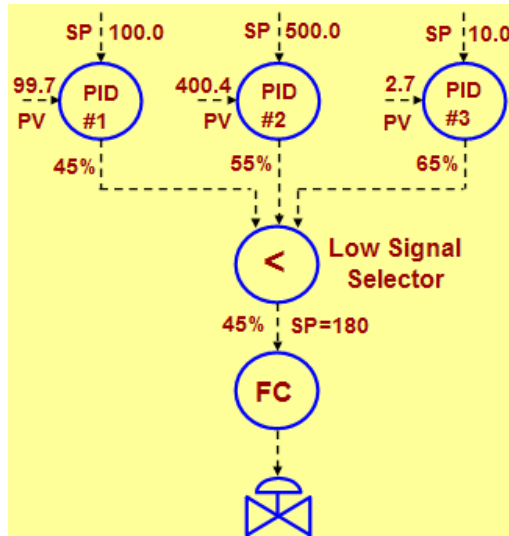 SP 100.0 SP 500.0 SP 10.0
99.7 PID #1 400.4 PID #2 2.7 PID #3
PV PV PV
45% 55% 65%
< Low Signal Selector
45% SP=180
FC